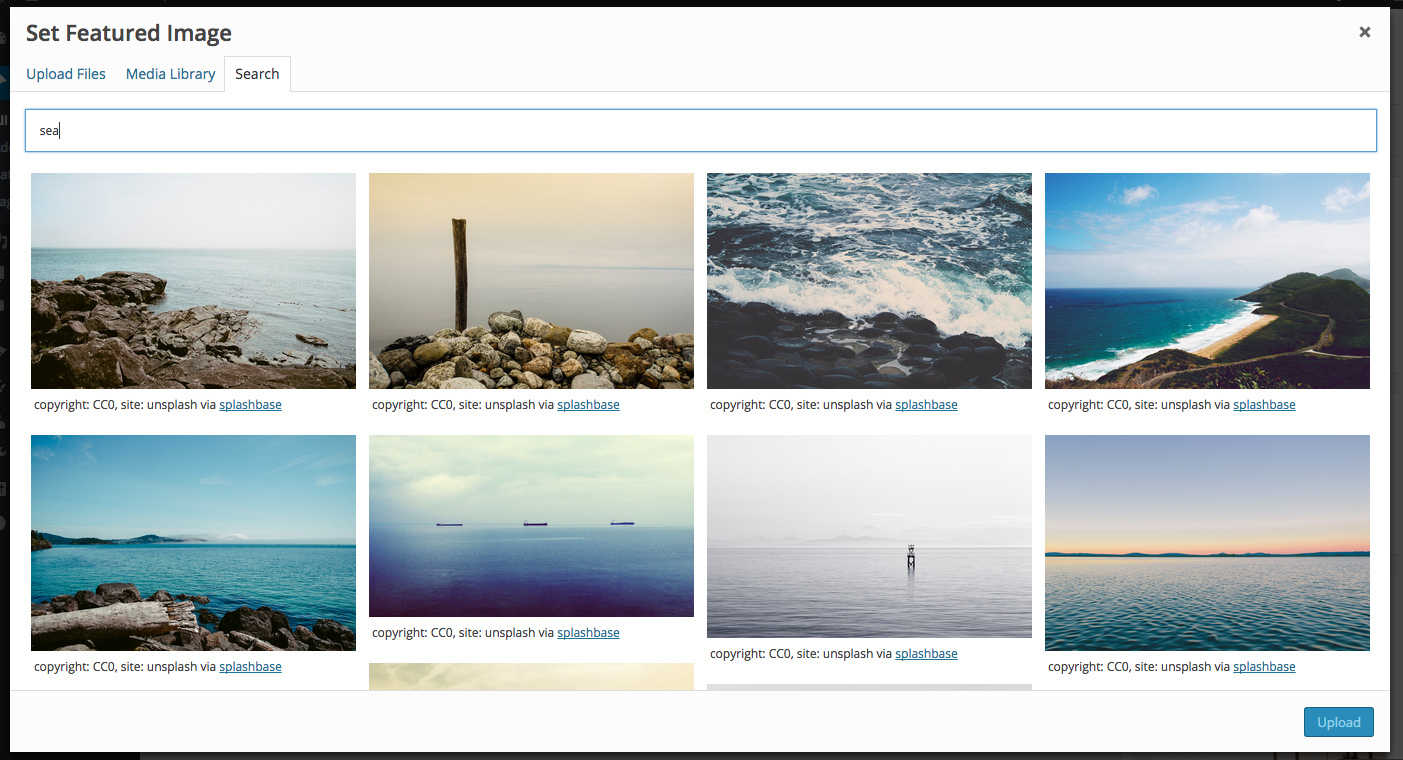 Set Featured Image
×
Upload Files Media Library Search
sea
copyright: CC0, site: unsplash via splashbase
copyright: CC0, site: unsplash via splashbase
copyright: CC0, site: unsplash via splashbase
copyright: CC0, site: unsplash via splashbase
copyright: CC0, site: unsplash via splashbase
copyright: CC0, site: unsplash via splashbase
copyright: CC0, site: unsplash via splashbase
copyright: CC0, site: unsplash via splashbase
Upload